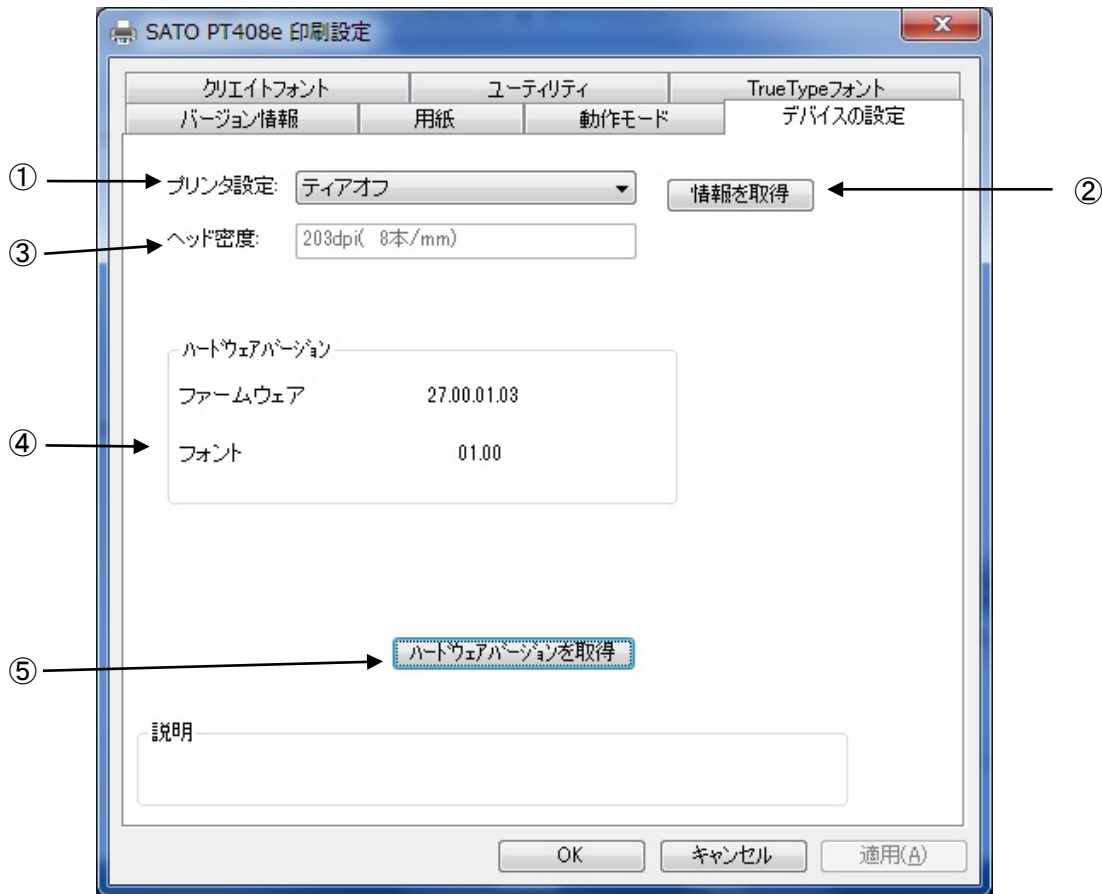 SATO PT408e 印刷設定
クリエイトフォント ユーティリティ TrueTypeフォント
バージョン情報 用紙 動作モード デバイスの設定
① プリンタ設定: ティアオフ 情報を取得 ②
③ ヘッド密度: 203dpi( 8本/mm)
ハードウェアバージョン
ファームウェア 27.00.01.03
④ フォント 01.00
⑤ ハードウェアバージョンを取得
説明
OK キャンセル 適用(A)